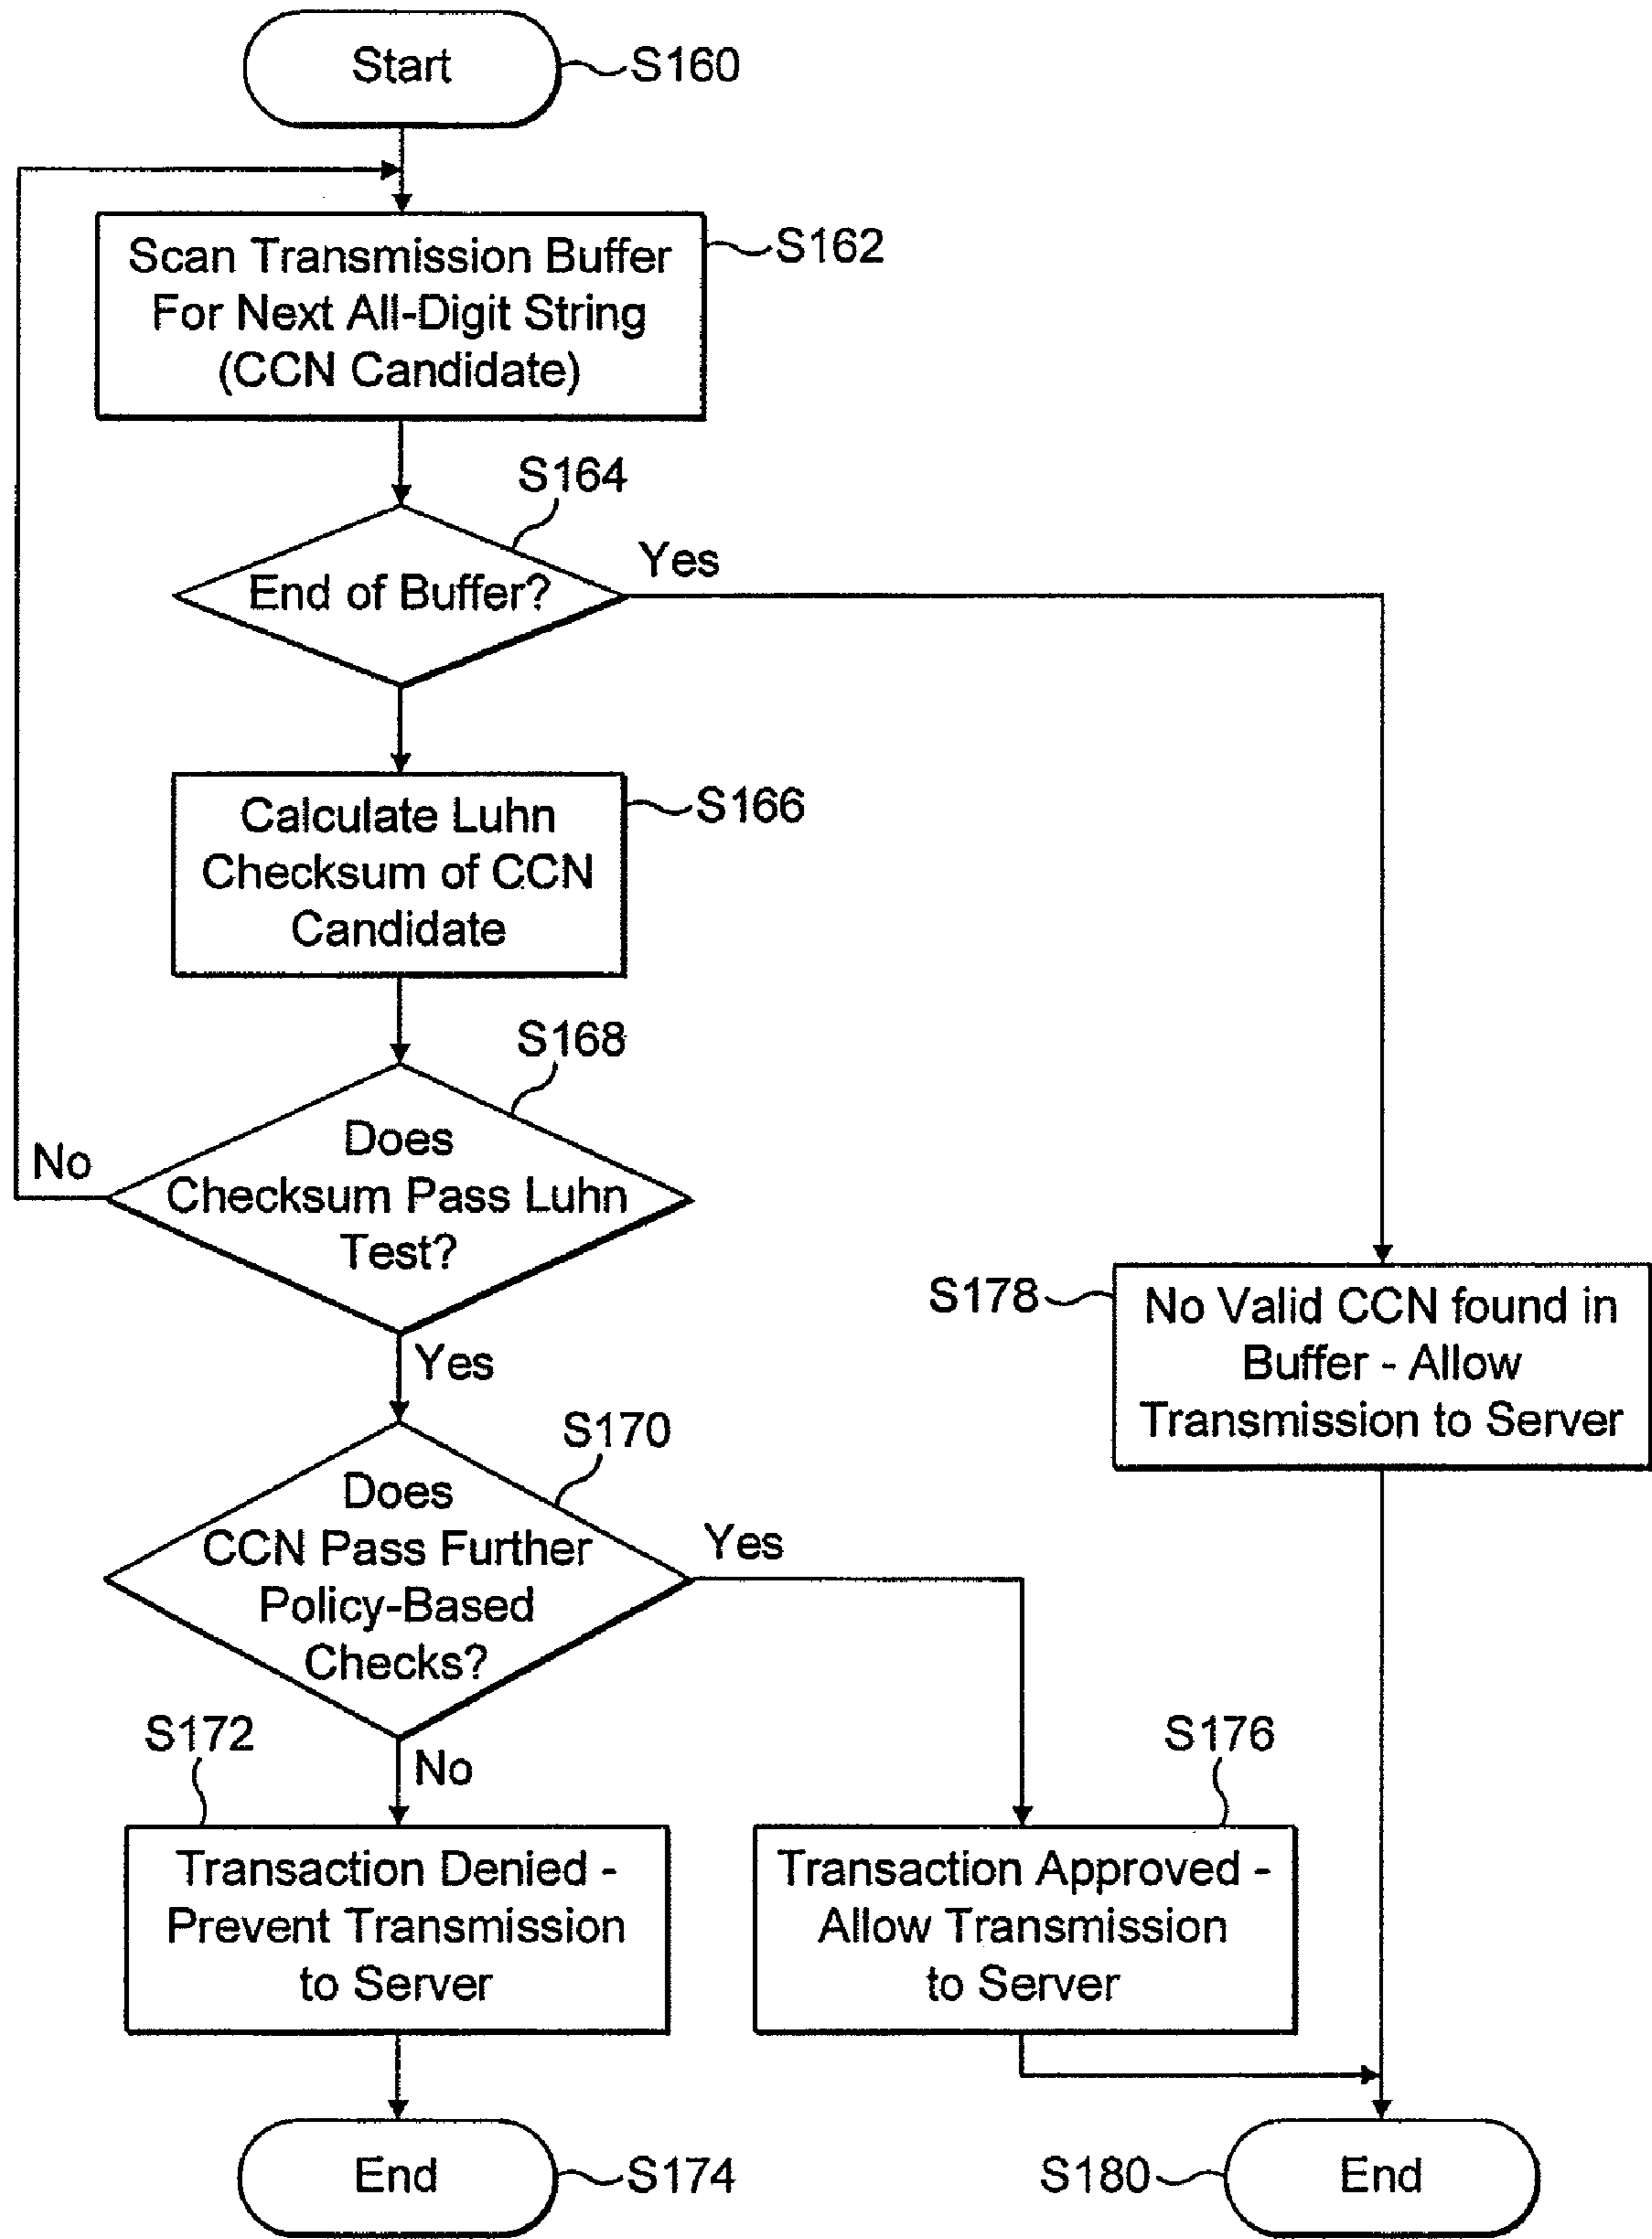 Start
S160
Scan Transmission Buffer
For Next All-Digit String
(CCN Candidate)
S162
S164
End of Buffer?
Yes
Calculate Luhn
Checksum of CCN
Candidate
S166
S168
Does
Checksum Pass Luhn
Test?
No
Yes
S178
No Valid CCN found in
Buffer - Allow
Transmission to Server
S170
Does
CCN Pass Further
Policy-Based
Checks?
Yes
No
S172
Transaction Denied -
Prevent Transmission
to Server
S176
Transaction Approved -
Allow Transmission
to Server
End
S174
S180
End